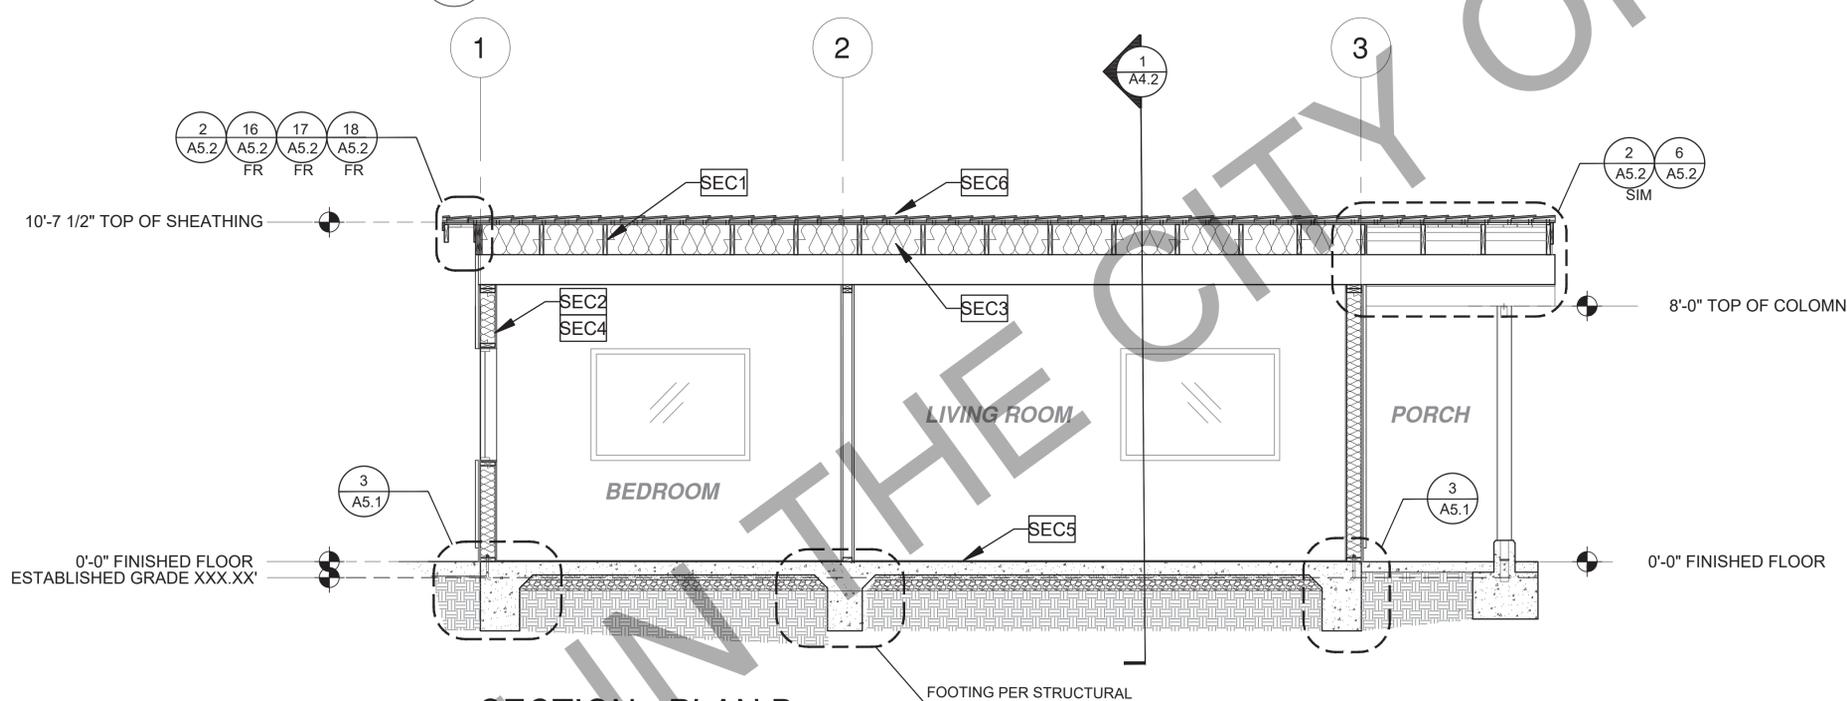 1
2
3
1
A4.2
2
A5.2
16
A5.2
FR
17
A5.2
FR
18
A5.2
FR
2
A5.2
SIM
6
A5.2
SEC1
SEC6
10'-7 1/2" TOP OF SHEATHING
SEC2
SEC4
SEC3
8'-0" TOP OF COLOMN
LIVING ROOM
PORCH
BEDROOM
3
A5.1
3
A5.1
SEC5
0'-0" FINISHED FLOOR
ESTABLISHED GRADE XXX.XX'
0'-0" FINISHED FLOOR
FOOTING PER STRUCTURAL
IN THE CITY OF